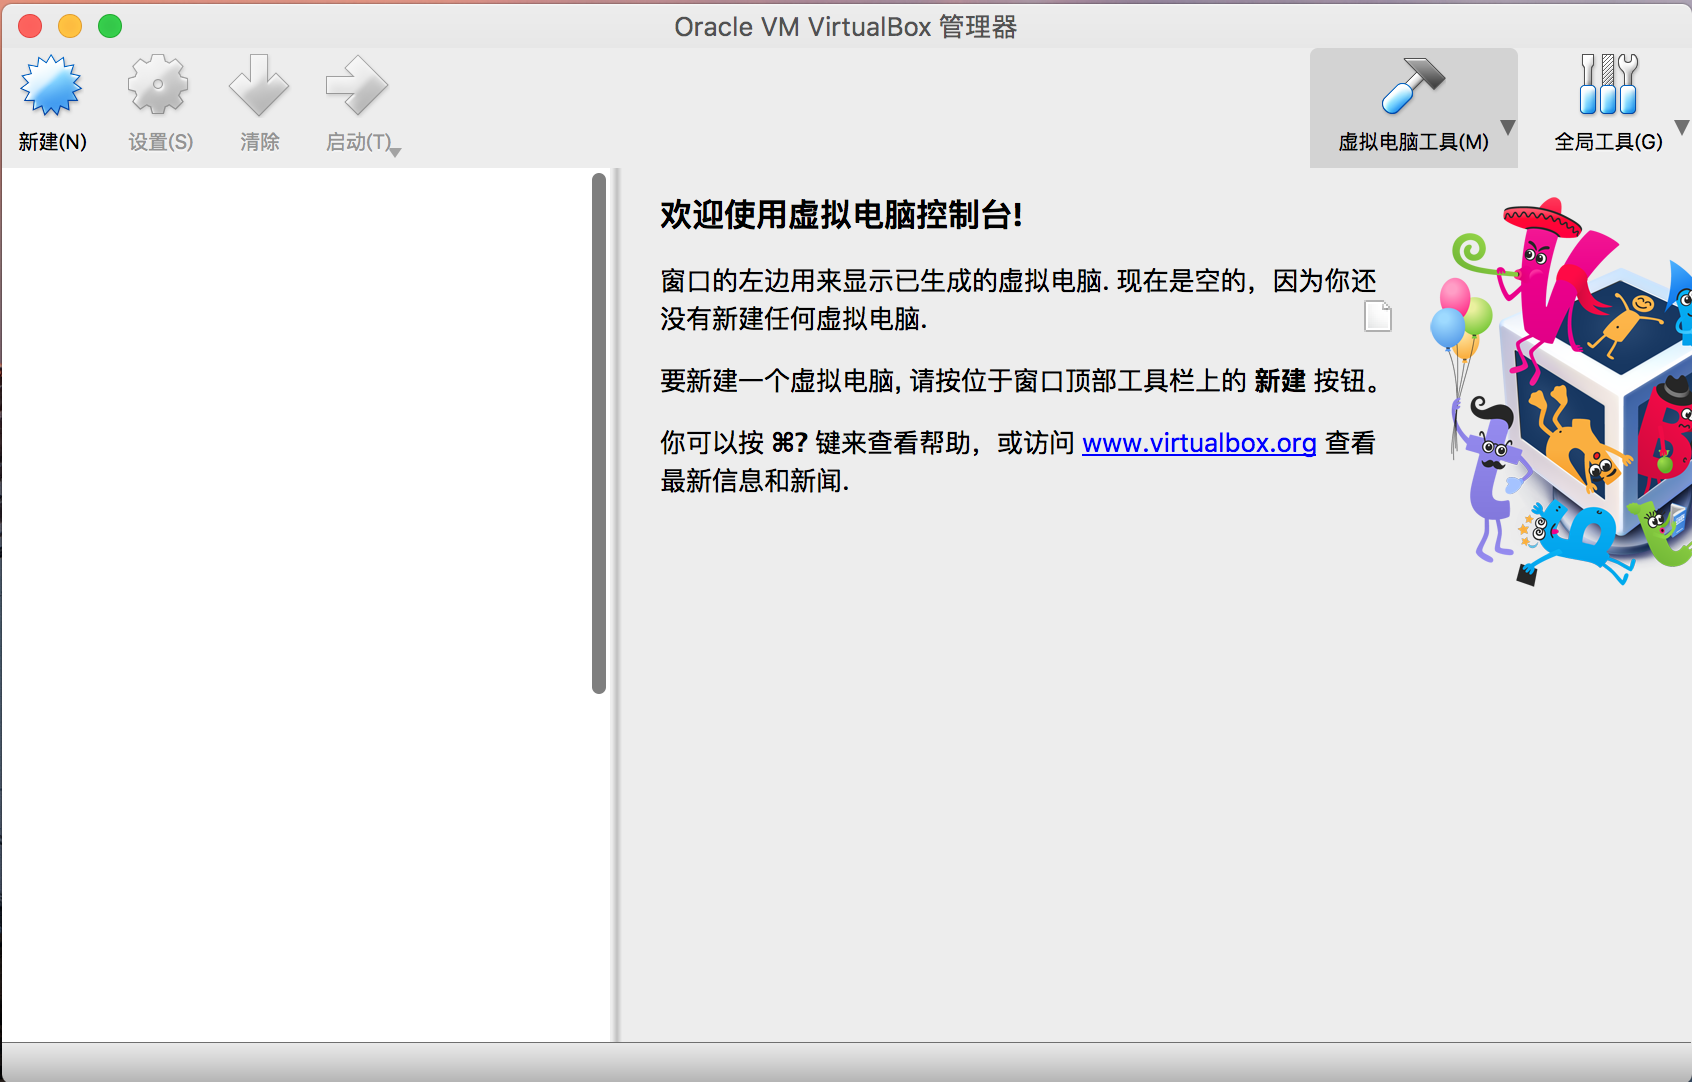 Oracle VM VirtualBox 管理器
新建(N)
设置(S)
清除
启动(T)
虚拟电脑工具(M)
全局工具(G)
欢迎使用虚拟电脑控制台!
窗口的左边用来显示已生成的虚拟电脑. 现在是空的，因为你还
没有新建任何虚拟电脑.
要新建一个虚拟电脑, 请按位于窗口顶部工具栏上的 新建 按钮。
你可以按 ⌘? 键来查看帮助，或访问 www.virtualbox.org 查看
最新信息和新闻.